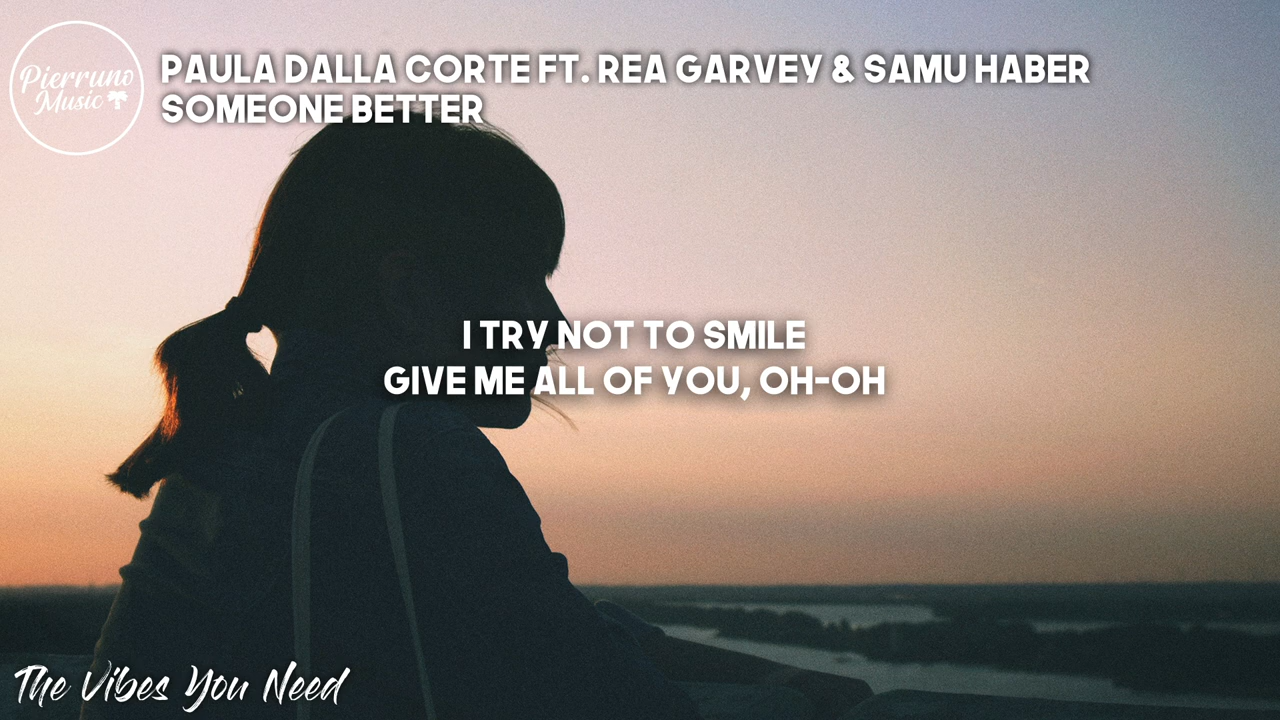 Pierruno
Music
PAULA DALLA CORTE FT. REA GARVEY & SAMU HABER
SOMEONE BETTER
I TRY NOT TO SMILE
GIVE ME ALL OF YOU, OH-OH
The Vibes You Need